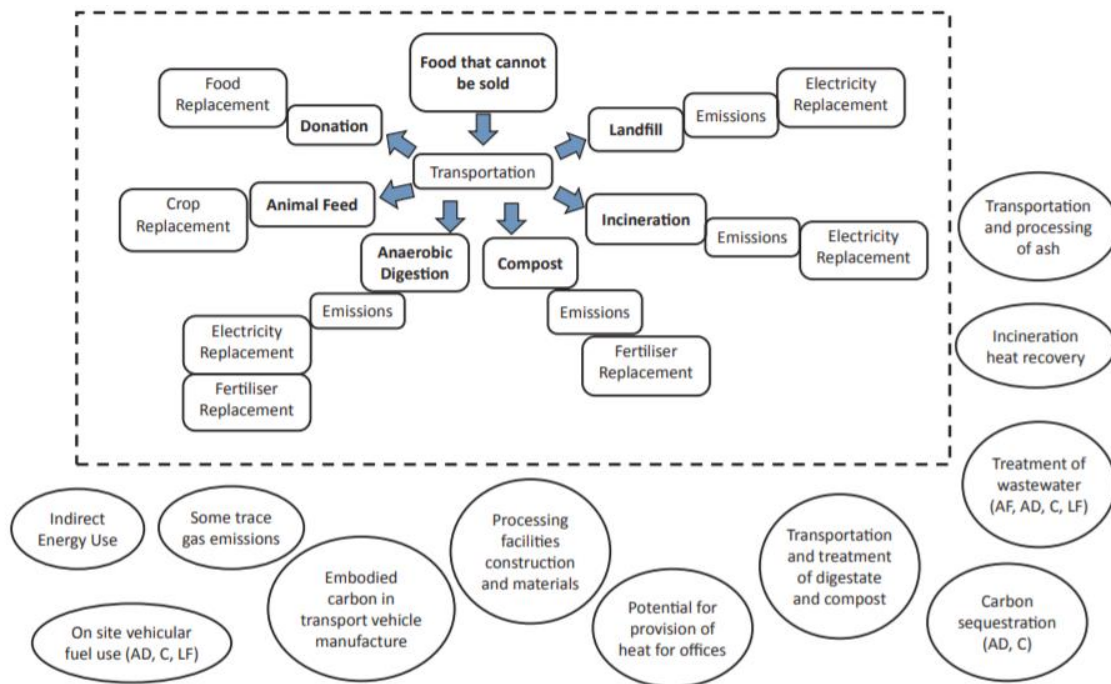 Food that cannot
be sold
Food
Replacement
Donation
Landfill
Emissions
Electricity
Replacement
Transportation
Crop
Replacement
Animal Feed
Anaerobic
Digestion
Compost
Incineration
Emissions
Electricity
Replacement
Emissions
Electricity
Replacement
Fertiliser
Replacement
Emissions
Fertiliser
Replacement
Transportation
and processing
of ash
Incineration
heat recovery
Treatment of
wastewater
(AF, AD, C, LF)
Indirect
Energy Use
Some trace
gas emissions
Embodied
carbon in
transport vehicle
manufacture
Processing
facilities
construction
and materials
Potential for
provision of
heat for offices
Transportation
and treatment
of digestate
and compost
Carbon
sequestration
(AD, C)
On site vehicular
fuel use (AD, C, LF)